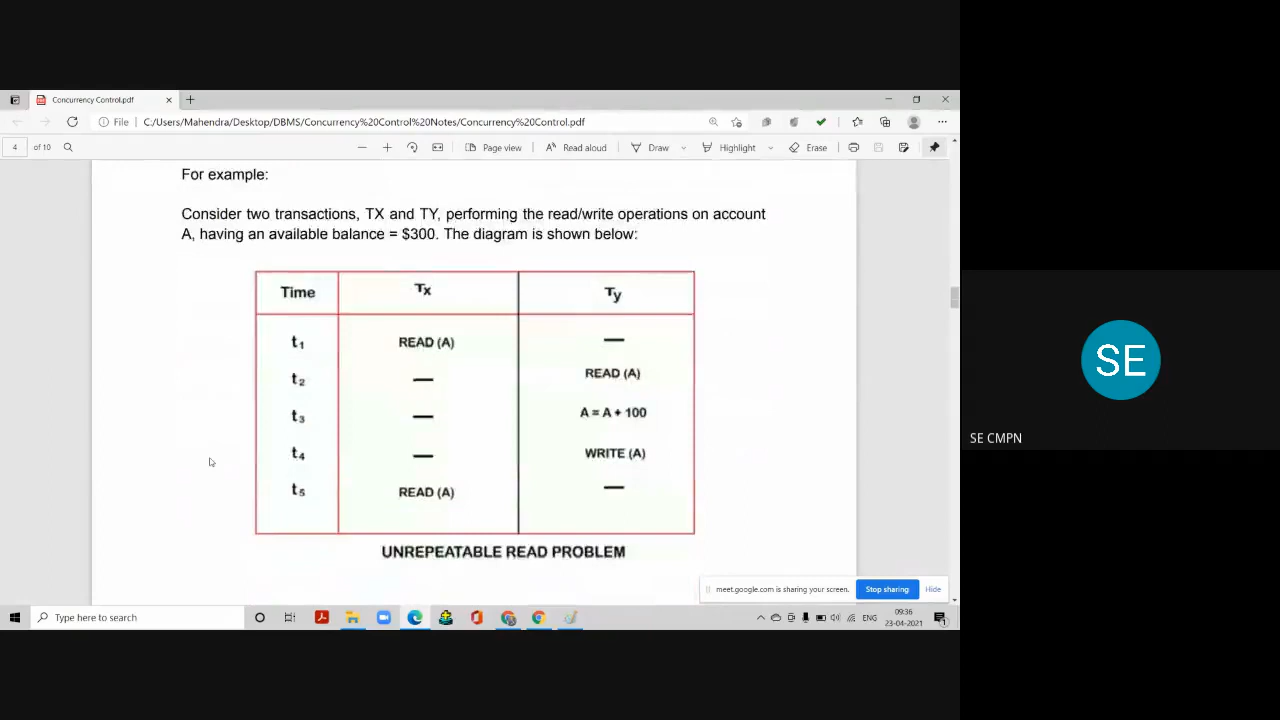 Concurrency Control.pdf
File C:/Users/Mahendra/Desktop/DBMS/Concurrency%20Control%20Notes/Concurrency%20Control.pdf
4 of 10 Page view Read aloud Draw Highlight Erase
For example:
Consider two transactions, TX and TY, performing the read/write operations on account
A, having an available balance = $300. The diagram is shown below:
Time Tx Ty
t1 READ (A) —
t2 — READ (A)
t3 — A = A + 100
t4 — WRITE (A)
t5 READ (A) —
UNREPEATABLE READ PROBLEM
meet.google.com is sharing your screen. Stop sharing Hide
Type here to search
ENG
09:36
23-04-2021
SE
SE CMPN